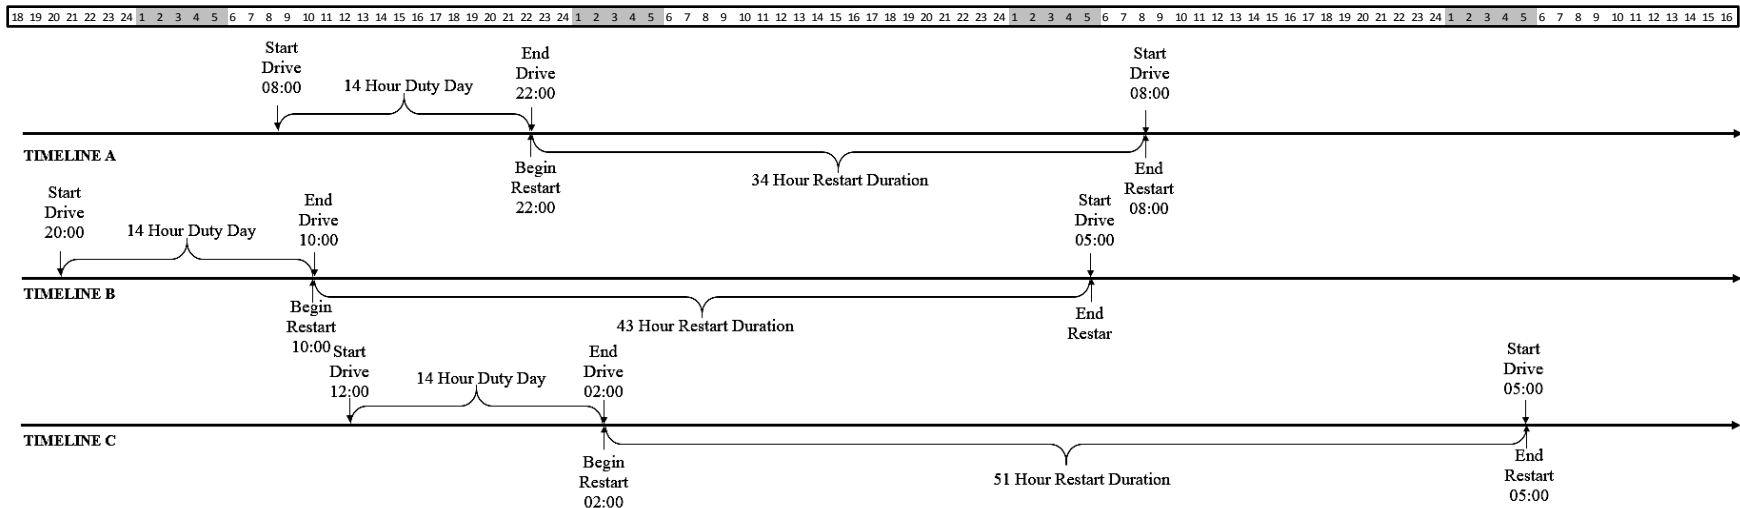 18 19 20 21 22 23 24 1 2 3 4 5 6 7 8 9 10 11 12 13 14 15 16 17 18 19 20 21 22 23 24 1 2 3 4 5 6 7 8 9 10 11 12 13 14 15 16 17 18 19 20 21 22 23 24 1 2 3 4 5 6 7 8 9 10 11 12 13 14 15 16 17 18 19 20 21 22 23 24 1 2 3 4 5 6 7 8 9 10 11 12 13 14 15 16
Start
Drive
08:00
14 Hour Duty Day
End
Drive
22:00
Start
Drive
08:00
TIMELINE A
Begin
Restart
22:00
34 Hour Restart Duration
End
Restart
08:00
Start
Drive
20:00
14 Hour Duty Day
End
Drive
10:00
Start
Drive
05:00
TIMELINE B
Begin
Restart
10:00
43 Hour Restart Duration
End
Restar
Start
Drive
12:00
14 Hour Duty Day
End
Drive
02:00
Start
Drive
05:00
TIMELINE C
Begin
Restart
02:00
51 Hour Restart Duration
End
Restart
05:00